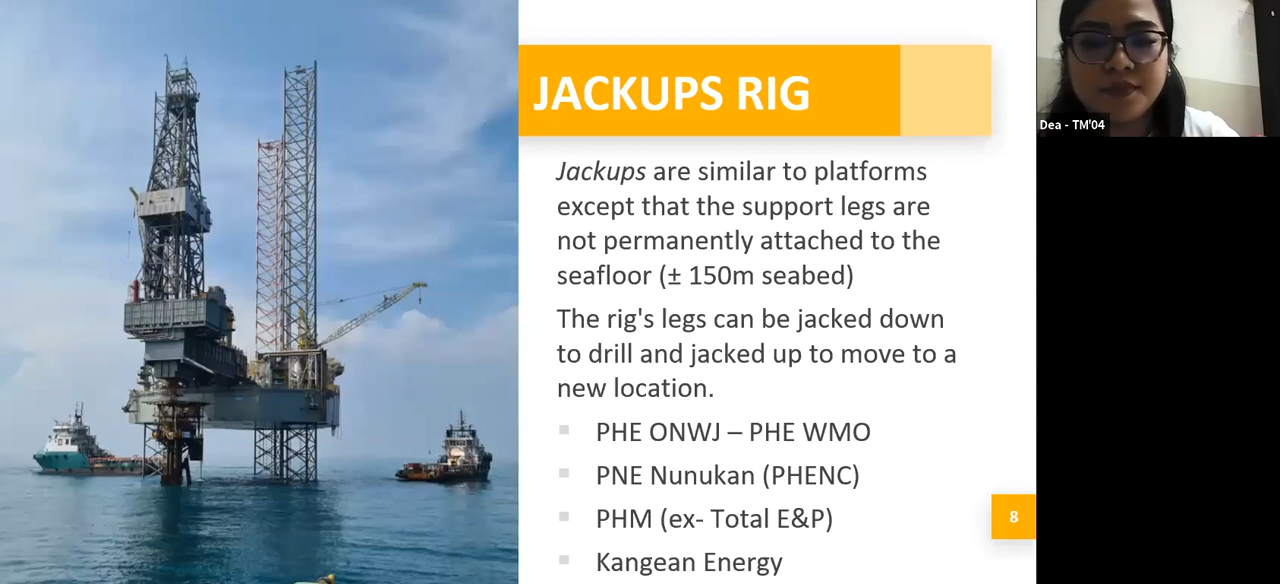 JACKUPS RIG
Jackups are similar to platforms
except that the support legs are
not permanently attached to the
seafloor (± 150m seabed)
The rig's legs can be jacked down
to drill and jacked up to move to a
new location.
▪ PHE ONWJ – PHE WMO
▪ PNE Nunukan (PHENC)
▪ PHM (ex- Total E&P)
▪ Kangean Energy
8
Dea - TM'04